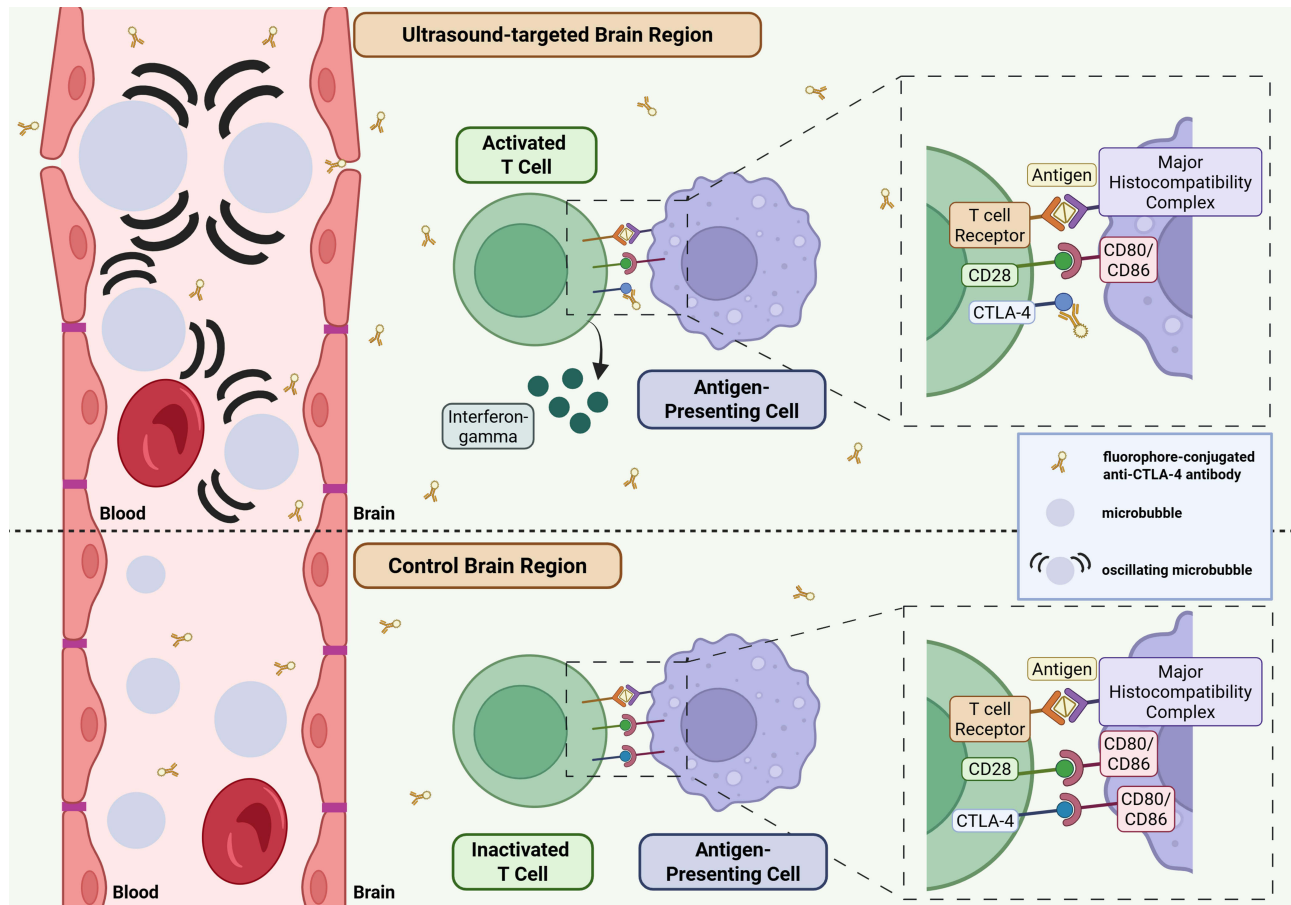 Ultrasound-targeted Brain Region
Activated
T Cell
Antigen
Major
Histocompatibility
Complex
T cell
Receptor
CD28
CD80/
CD86
CTLA-4
Interferon-
gamma
Antigen-
Presenting Cell
Blood
Brain
fluorophore-conjugated
anti-CTLA-4 antibody
microbubble
oscillating microbubble
Control Brain Region
Antigen
Major
Histocompatibility
Complex
T cell
Receptor
CD28
CD80/
CD86
CTLA-4
CD80/
CD86
Inactivated
T Cell
Antigen-
Presenting Cell
Blood
Brain